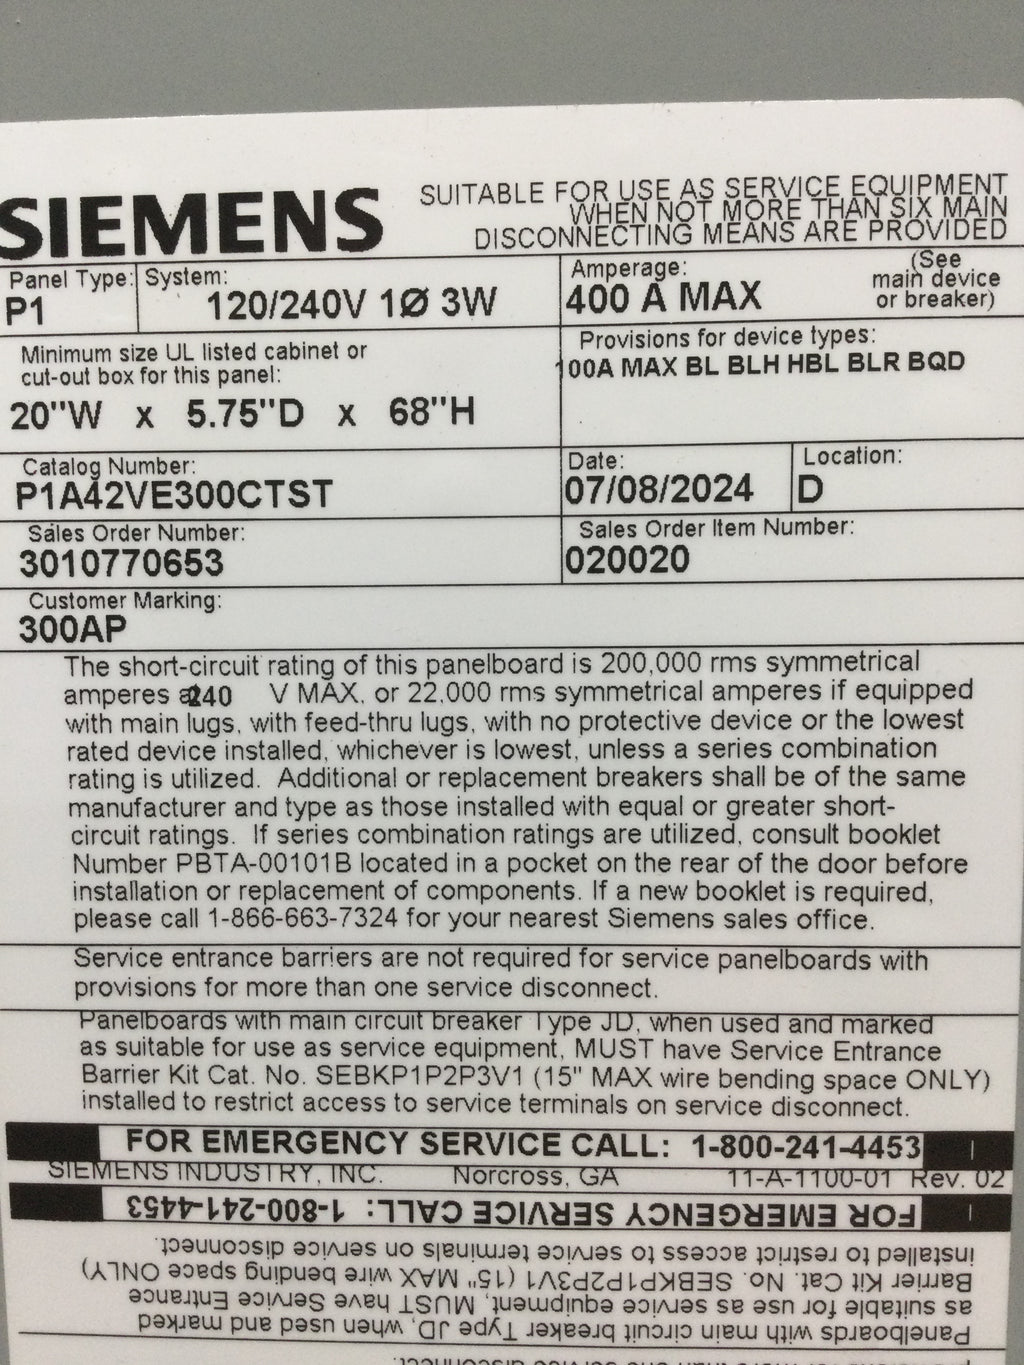 SIEMENS
SUITABLE FOR USE AS SERVICE EQUIPMENT
WHEN NOT MORE THAN SIX MAIN
DISCONNECTING MEANS ARE PROVIDED
Panel Type:
P1
System:
120/240V 1Ø 3W
Amperage:
400 A MAX
(See
main device
or breaker)
Minimum size UL listed cabinet or
cut-out box for this panel:
20"W x 5.75"D x 68"H
Provisions for device types:
100A MAX BL BLH HBL BLR BQD
Catalog Number:
P1A42VE300CTST
Date:
07/08/2024
Location:
D
Sales Order Number:
3010770653
Sales Order Item Number:
020020
Customer Marking:
300AP
The short-circuit rating of this panelboard is 200,000 rms symmetrical
amperes at 240 V MAX, or 22,000 rms symmetrical amperes if equipped
with main lugs, with feed-thru lugs, with no protective device or the lowest
rated device installed, whichever is lowest, unless a series combination
rating is utilized. Additional or replacement breakers shall be of the same
manufacturer and type as those installed with equal or greater short-
circuit ratings. If series combination ratings are utilized, consult booklet
Number PBTA-00101B located in a pocket on the rear of the door before
installation or replacement of components. If a new booklet is required,
please call 1-866-663-7324 for your nearest Siemens sales office.
Service entrance barriers are not required for service panelboards with
provisions for more than one service disconnect.
Panelboards with main circuit breaker Type JD, when used and marked
as suitable for use as service equipment, MUST have Service Entrance
Barrier Kit Cat. No. SEBKP1P2P3V1 (15" MAX wire bending space ONLY)
installed to restrict access to service terminals on service disconnect.
FOR EMERGENCY SERVICE CALL: 1-800-241-4453
SIEMENS INDUSTRY, INC. Norcross, GA 11-A-1100-01 Rev. 02
FOR EMERGENCY SERVICE CALL: 1-800-241-4453
installed to restrict access to service terminals on service disconnect.
Barrier Kit Cat. No. SEBKP1P2P3V1 (15" MAX wire bending space ONLY)
as suitable for use as service equipment, MUST have Service Entrance
Panelboards with main circuit breaker Type JD, when used and marked